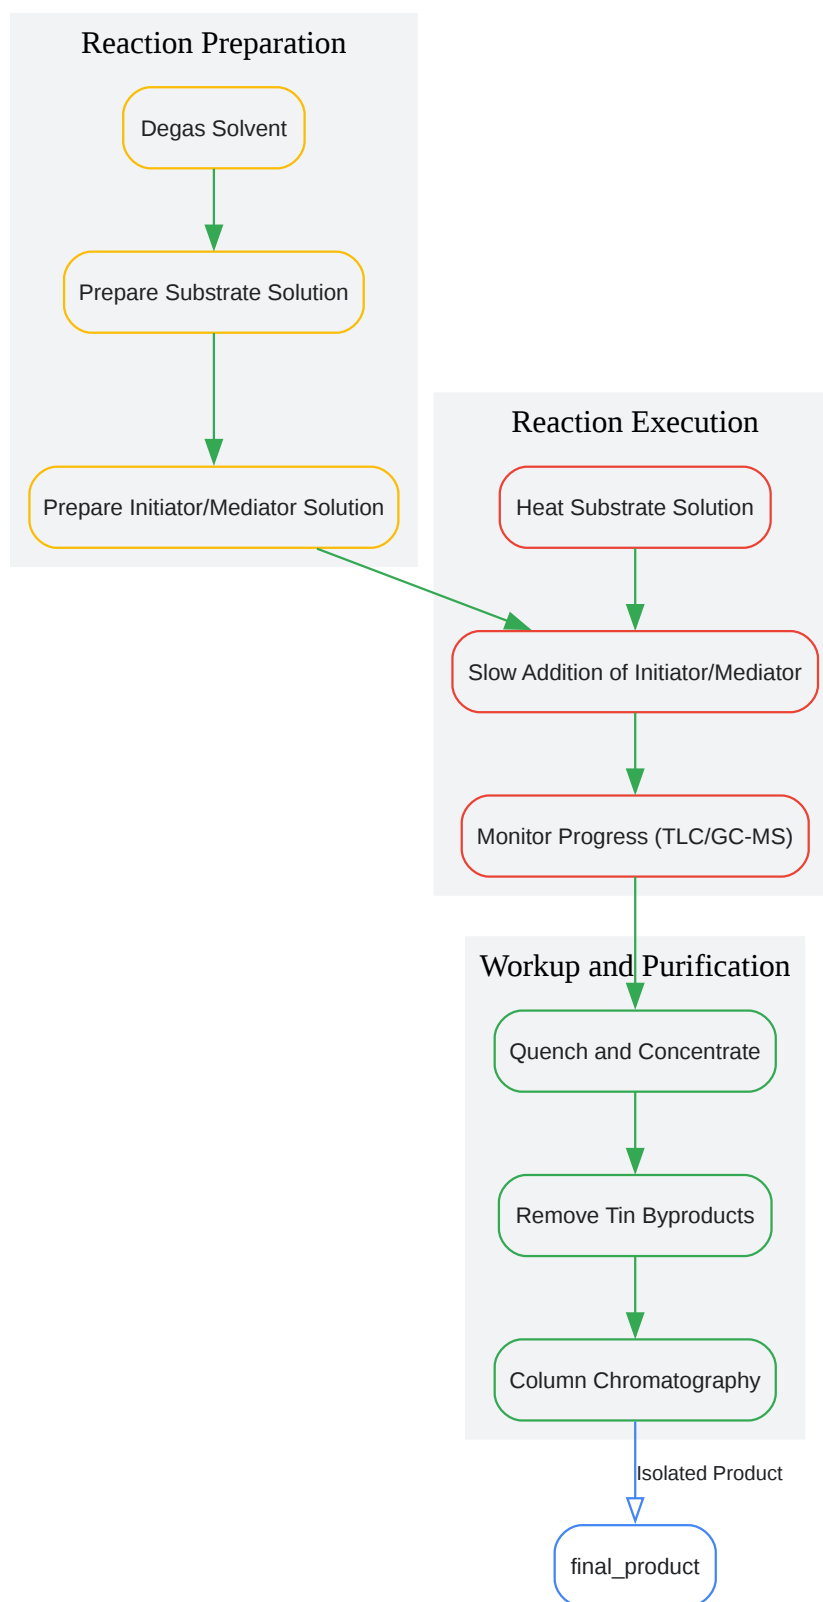 Reaction Preparation
Degas Solvent
Prepare Substrate Solution
Prepare Initiator/Mediator Solution
Reaction Execution
Heat Substrate Solution
Slow Addition of Initiator/Mediator
Monitor Progress (TLC/GC-MS)
Workup and Purification
Quench and Concentrate
Remove Tin Byproducts
Column Chromatography
Isolated Product
final_product